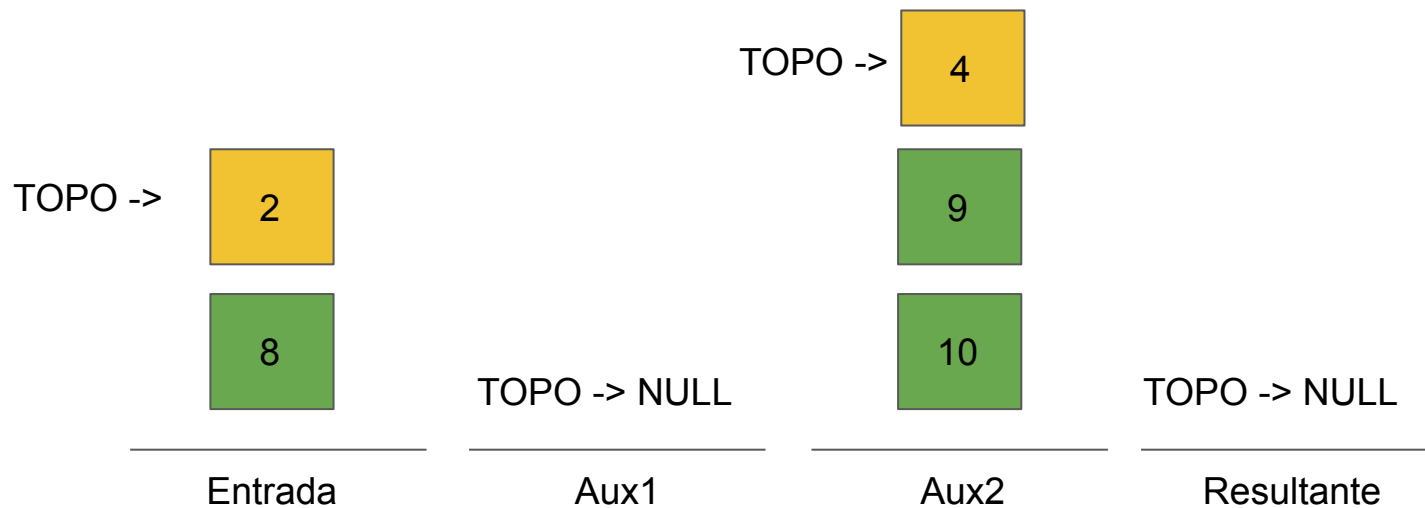 TOPO -> 4
TOPO -> 2
9
8
10
TOPO -> NULL
TOPO -> NULL
Entrada
Aux1
Aux2
Resultante